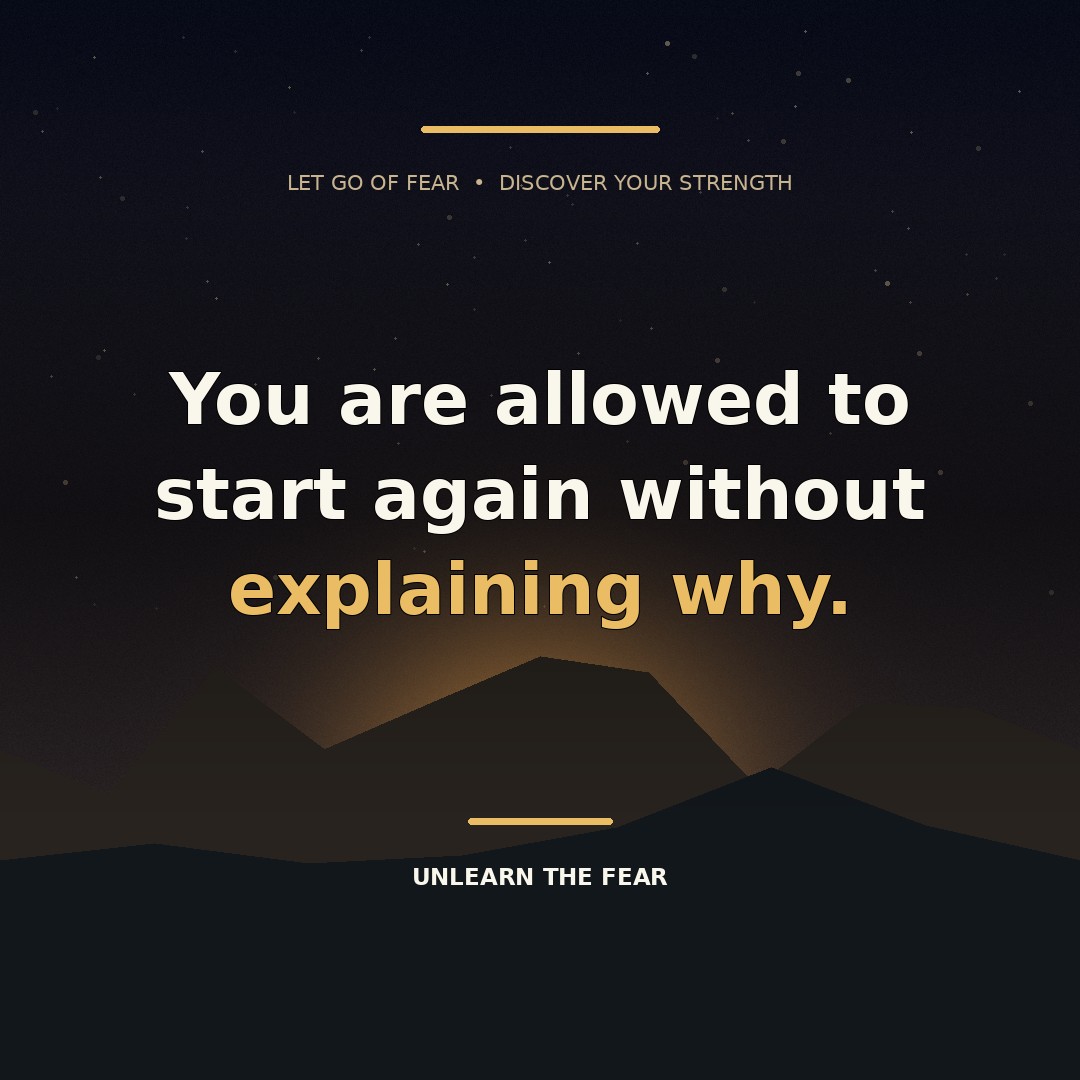 LET GO OF FEAR • DISCOVER YOUR STRENGTH
You are allowed to
start again without
explaining why.
UNLEARN THE FEAR